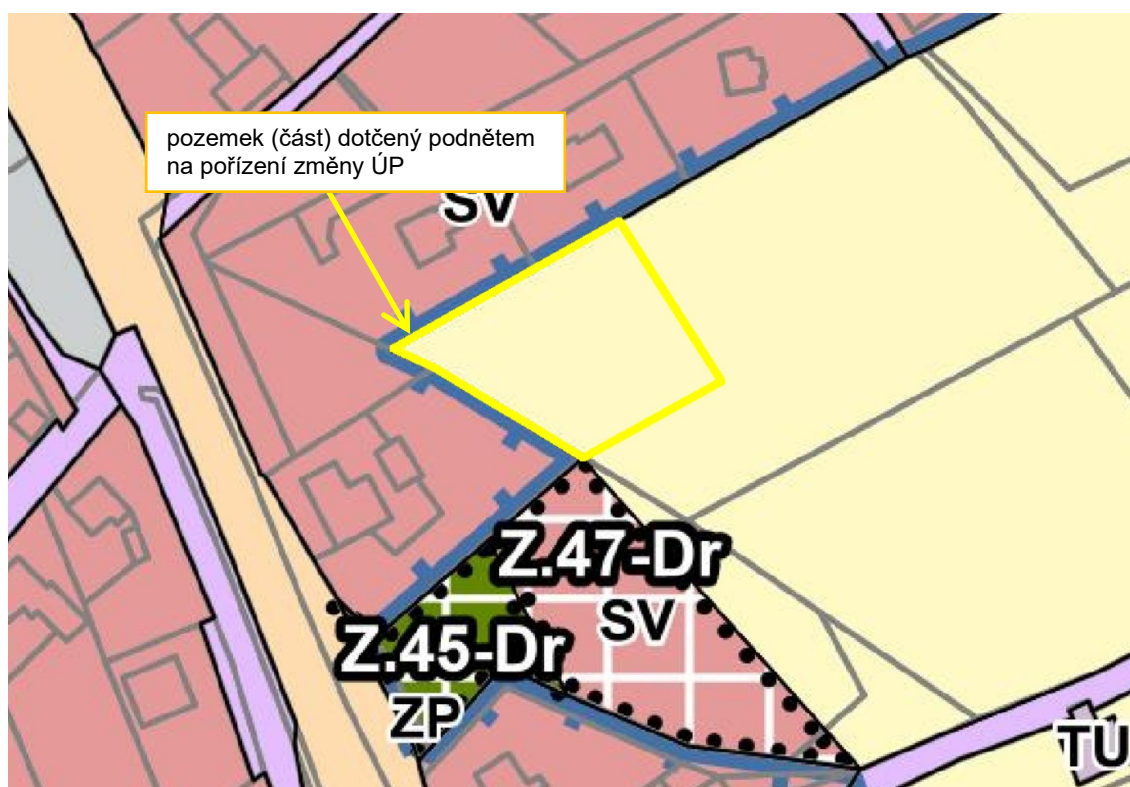 pozemek (část) dotčený podnětem
na pořízení změny ÚP
SV
Z.47-Dr
SV
Z.45-Dr
ZP
TU